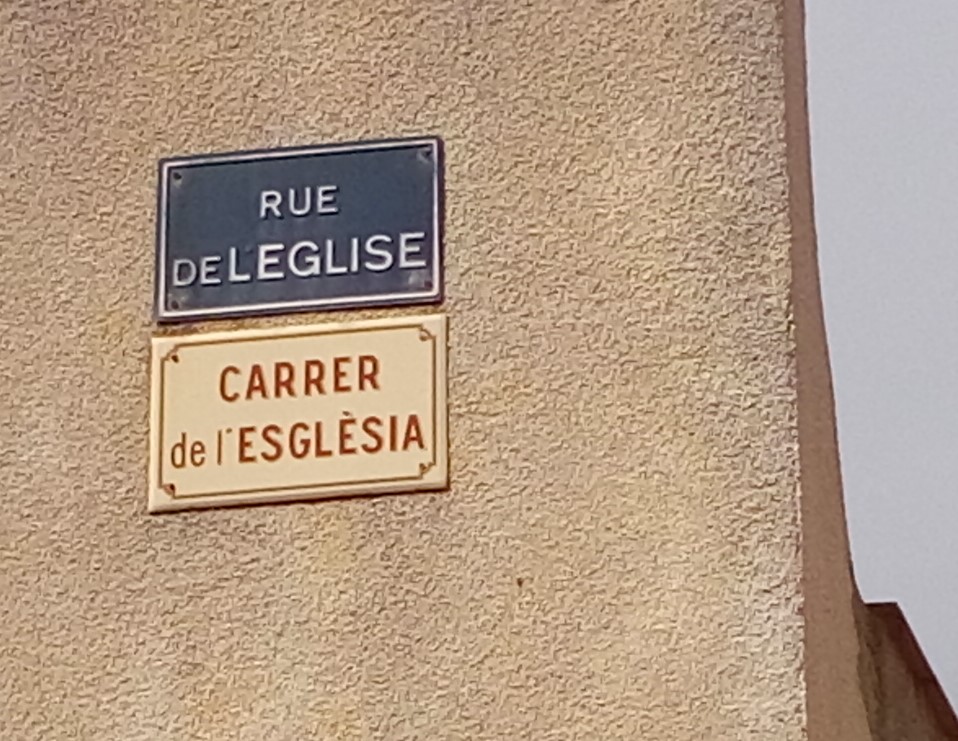 RUE
DE L'EGLISE
CARRER
de l'ESGLÈSIA